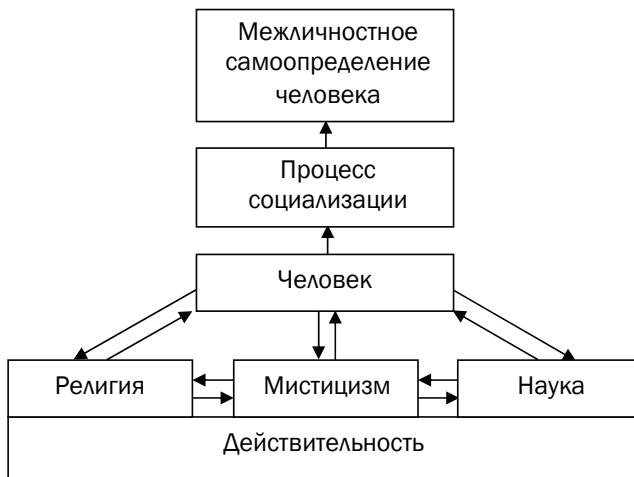 Межличностное
самоопределение
человека
Процесс
социализации
Человек
Религия
Мистицизм
Наука
Действительность